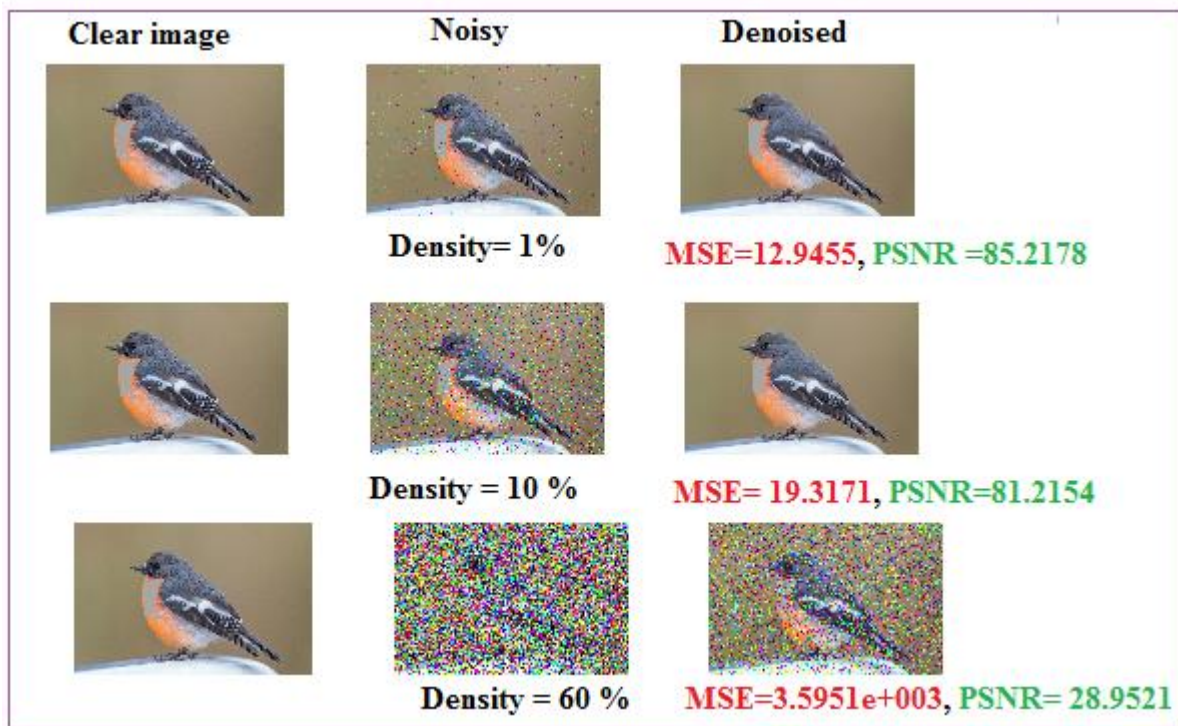 Clear image Noisy Denoised
Density= 1% MSE=12.9455, PSNR =85.2178
Density = 10 % MSE= 19.3171, PSNR=81.2154
Density = 60 % MSE=3.5951e+003, PSNR= 28.9521